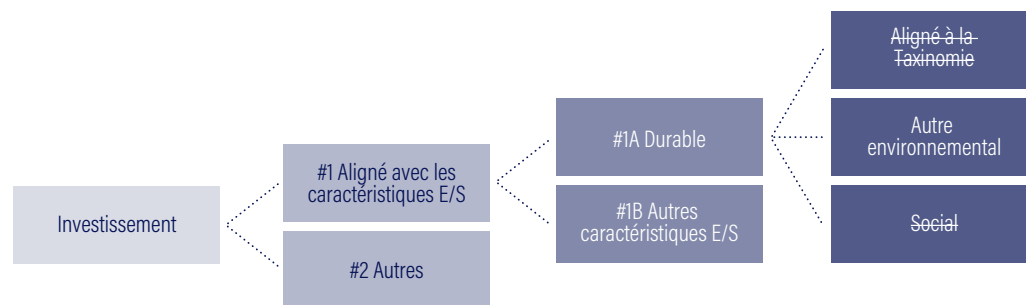 Investissement
#1 Aligné avec les
caractéristiques E/S
#2 Autres
#1A Durable
#1B Autres
caractéristiques E/S
Aligné à la
Taxinomie
Autre
environnemental
Social